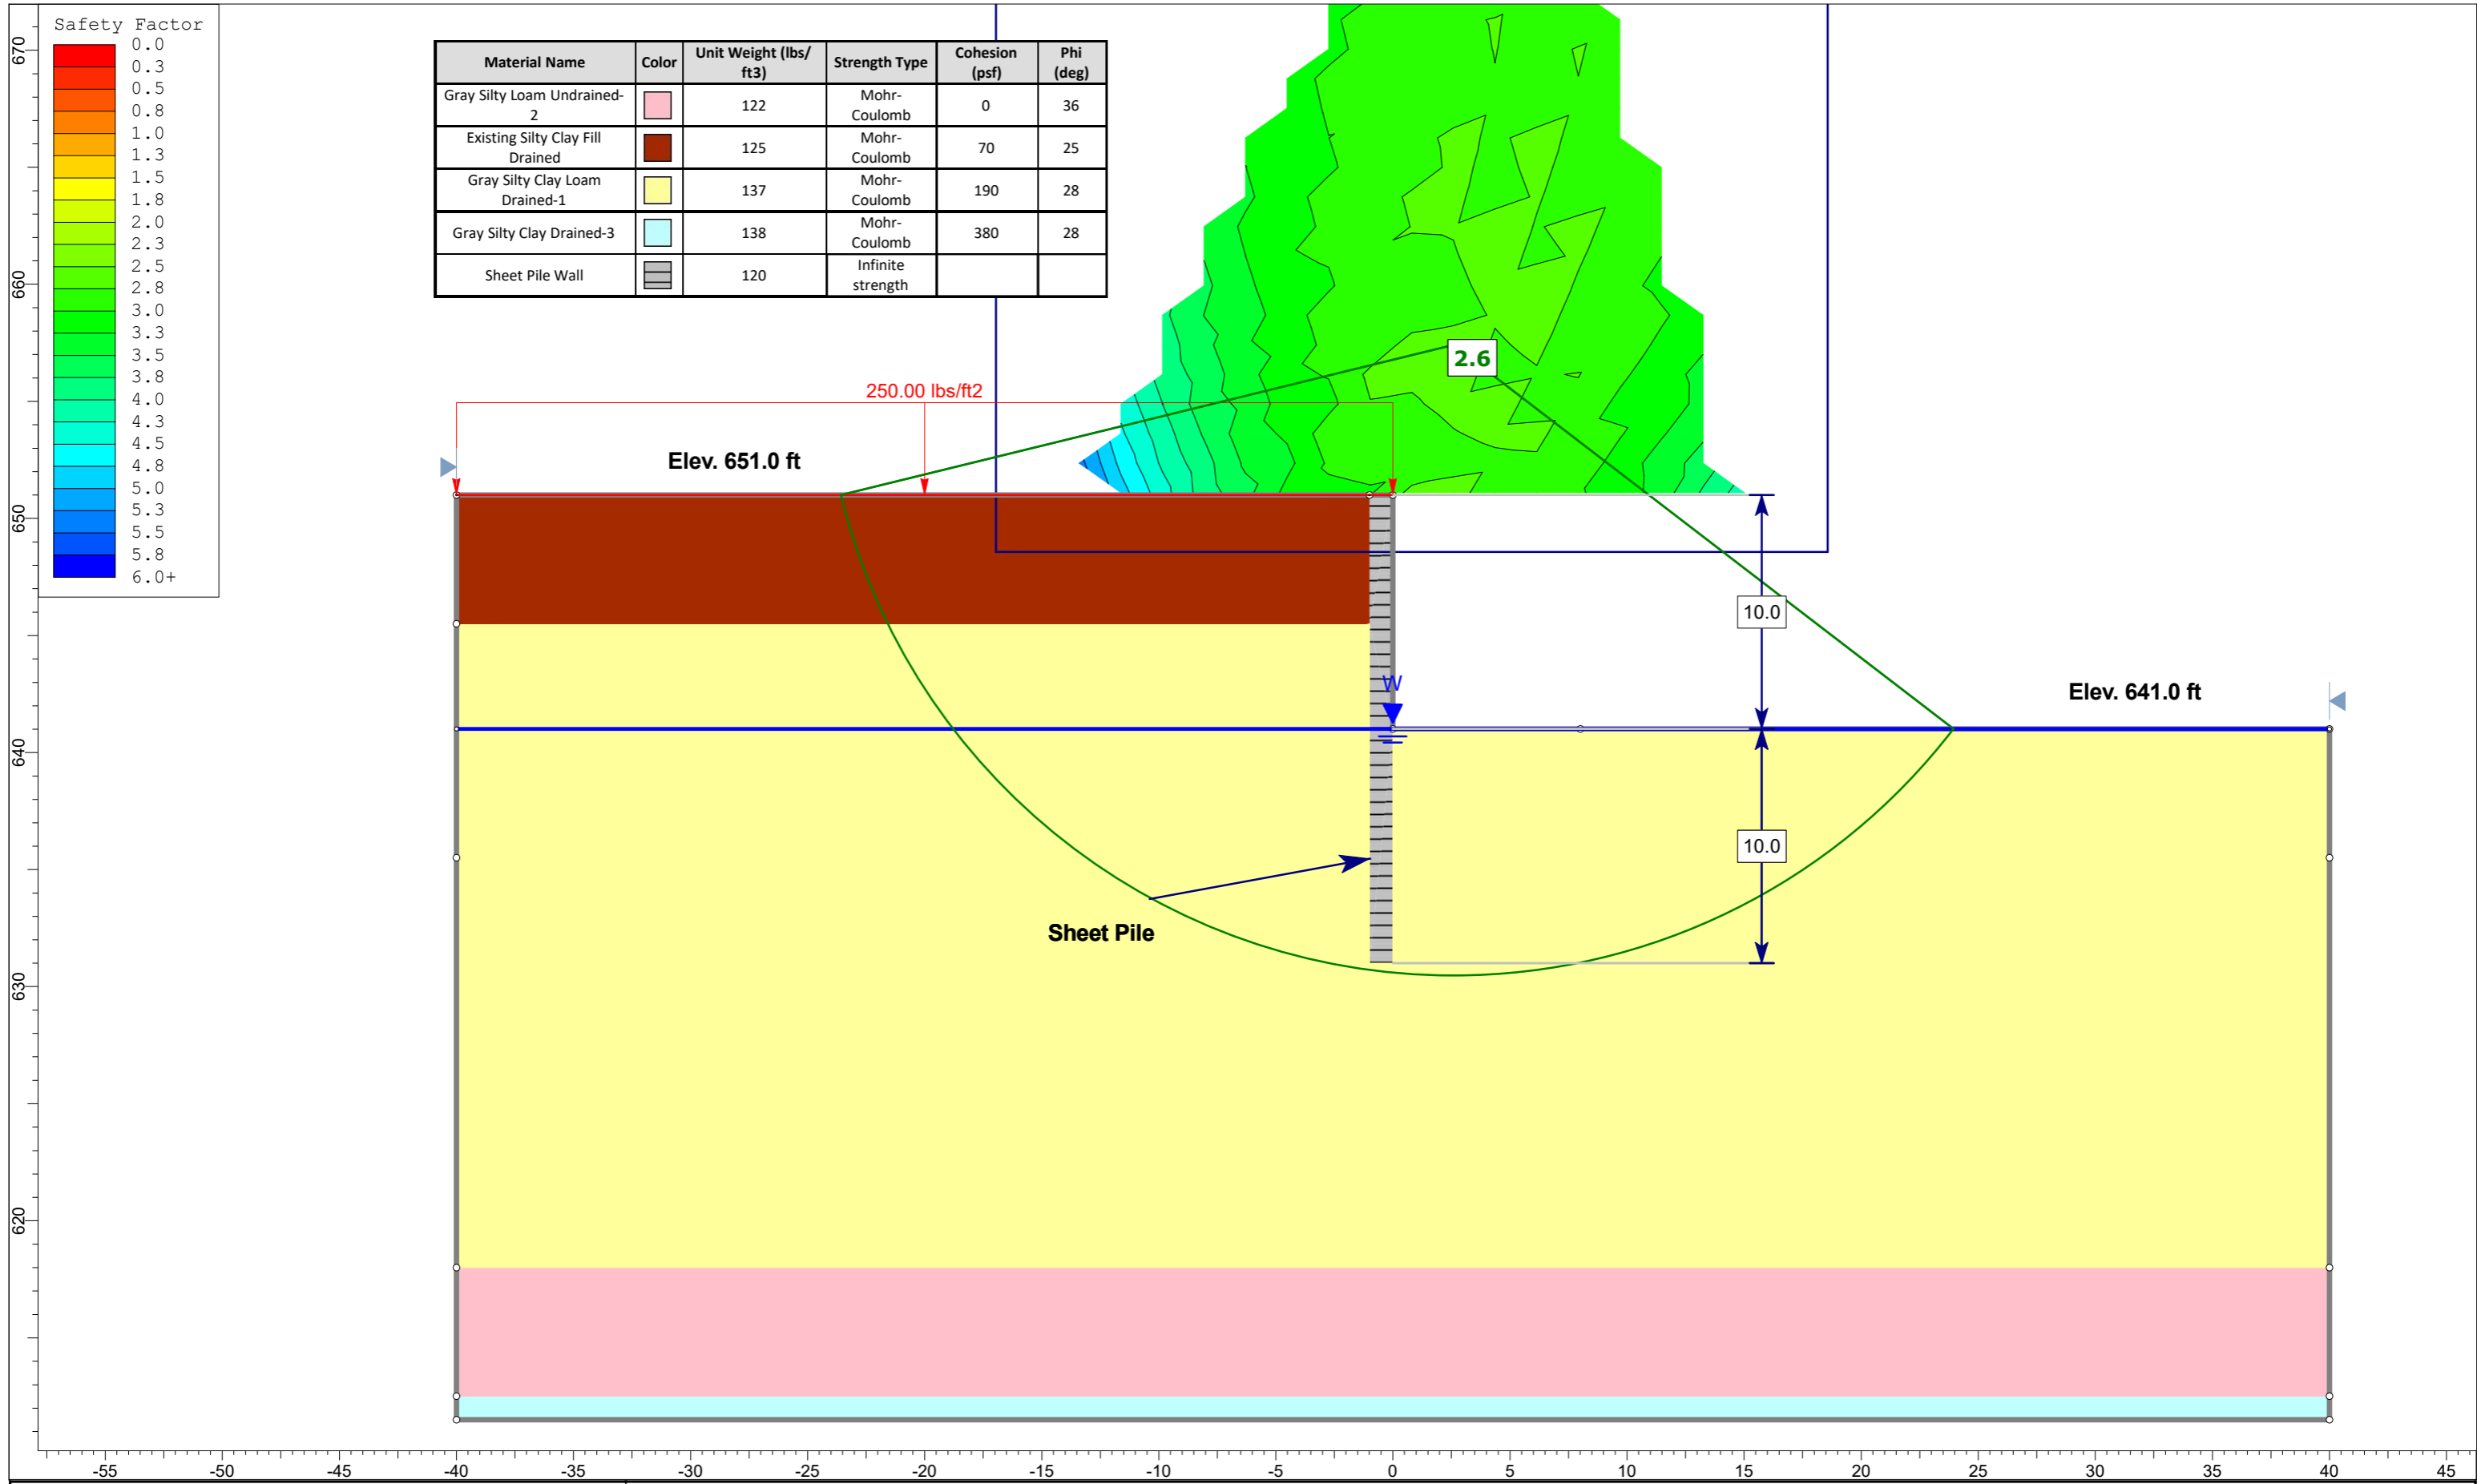 Safety Factor
0.0
0.3
0.5
0.8
1.0
1.3
1.5
1.8
2.0
2.3
2.5
2.8
3.0
3.3
3.5
3.8
4.0
4.3
4.5
4.8
5.0
5.3
5.5
5.8
6.0+
Material Name Color Unit Weight (lbs/ft3) Strength Type Cohesion (psf) Phi (deg)
Gray Silty Loam Undrained-2 122 Mohr-Coulomb 0 36
Existing Silty Clay Fill Drained 125 Mohr-Coulomb 70 25
Gray Silty Clay Loam Drained-1 137 Mohr-Coulomb 190 28
Gray Silty Clay Drained-3 138 Mohr-Coulomb 380 28
Sheet Pile Wall 120 Infinite strength
2.6
250.00 lbs/ft2
Elev. 651.0 ft
10.0
W
Elev. 641.0 ft
10.0
Sheet Pile
670
660
650
640
630
620
-55 -50 -45 -40 -35 -30 -25 -20 -15 -10 -5 0 5 10 15 20 25 30 35 40 45